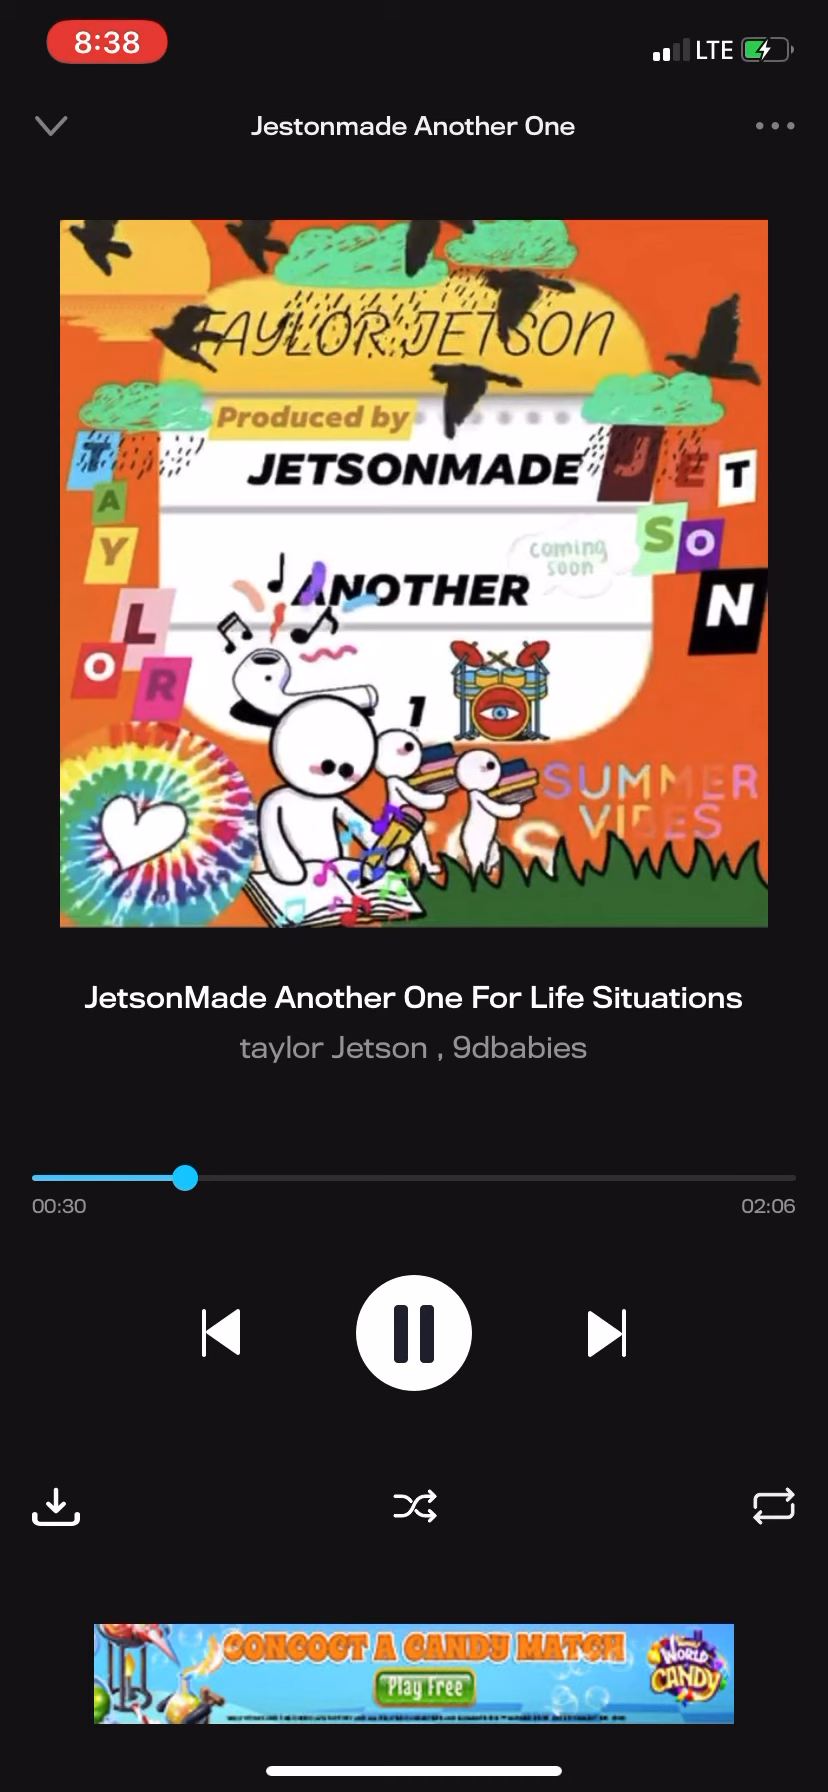 8:38
LTE
Jestonmade Another One
TAYLOR JETSON
Produced by
JETSONMADE
TAYLOR
JETSON
coming
soon
ANOTHER
1
SUMMER
VIBES
JetsonMade Another One For Life Situations
taylor Jetson , 9dbabies
00:30
02:06
CONCOCT A CANDY MATCH
Play Free
WORLD
CANDY